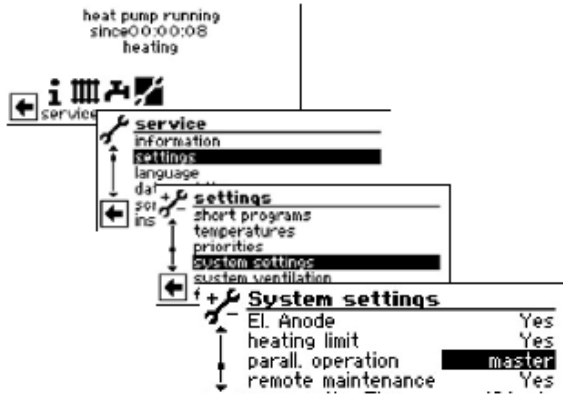 heat pump running
since00:00:08
heating
service
service
information
settings
language
settings
short programs
temperatures
priorities
system settings
system ventilation
System settings
El. Anode Yes
heating limit Yes
parall. operation master
remote maintenance Yes